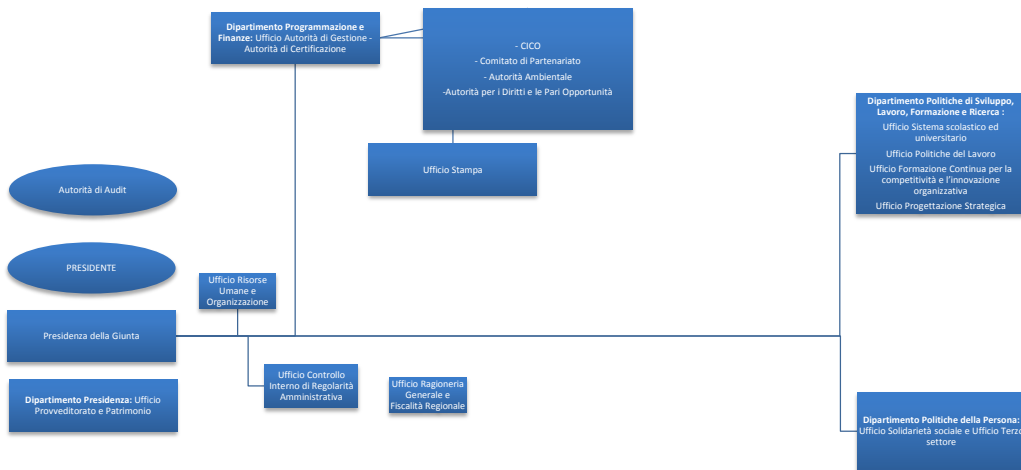 Dipartimento Programmazione e
Finanze: Ufficio Autorità di Gestione -
Autorità di Certificazione
- CICO
- Comitato di Partenariato
- Autorità Ambientale
-Autorità per i Diritti e le Pari Opportunità
Ufficio Stampa
Dipartimento Politiche di Sviluppo,
Lavoro, Formazione e Ricerca :
Ufficio Sistema scolastico ed
universitario
Ufficio Politiche del Lavoro
Ufficio Formazione Continua per la
competitività e l'innovazione
organizzativa
Ufficio Progettazione Strategica
Autorità di Audit
PRESIDENTE
Ufficio Risorse
Umane e
Organizzazione
Presidenza della Giunta
Dipartimento Presidenza: Ufficio
Provveditorato e Patrimonio
Ufficio Controllo
Interno di Regolarità
Amministrativa
Ufficio Ragioneria
Generale e
Fiscalità Regionale
Dipartimento Politiche della Persona:
Ufficio Solidarietà sociale e Ufficio Terzo
settore